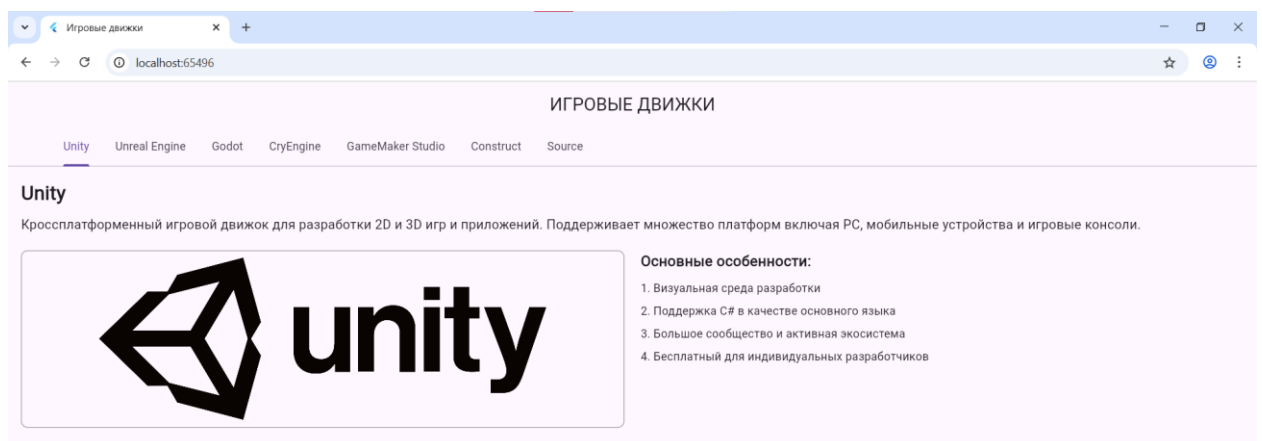 Игровые движки
localhost:65496
ИГРОВЫЕ ДВИЖКИ
Unity Unreal Engine Godot CryEngine GameMaker Studio Construct Source
Unity
Кроссплатформенный игровой движок для разработки 2D и 3D игр и приложений. Поддерживает множество платформ включая PC, мобильные устройства и игровые консоли.
unity
Основные особенности:
1. Визуальная среда разработки
2. Поддержка C# в качестве основного языка
3. Большое сообщество и активная экосистема
4. Бесплатный для индивидуальных разработчиков